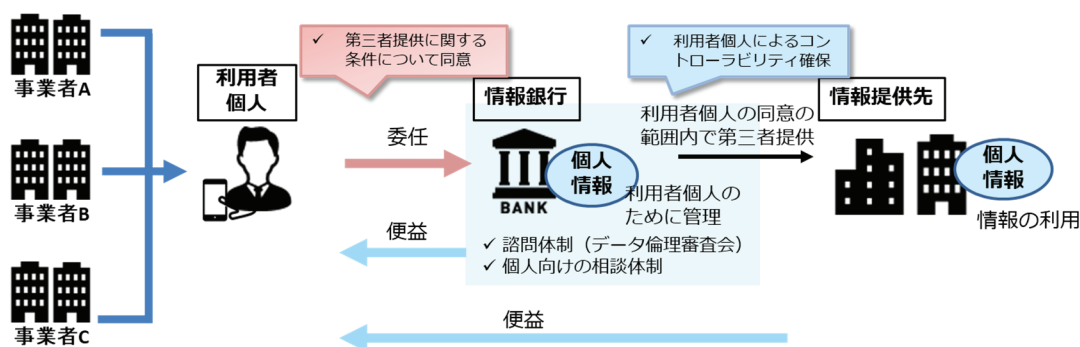 事業者A
事業者B
事業者C
利用者
個人
✓ 第三者提供に関する
条件について同意
委任
便益
情報銀行
BANK
個人
情報
利用者個人の
ために管理
✓ 諮問体制（データ倫理審査会）
✓ 個人向けの相談体制
✓ 利用者個人によるコン
トローラビリティ確保
利用者個人の同意の
範囲内で第三者提供
情報提供先
個人
情報
情報の利用
便益